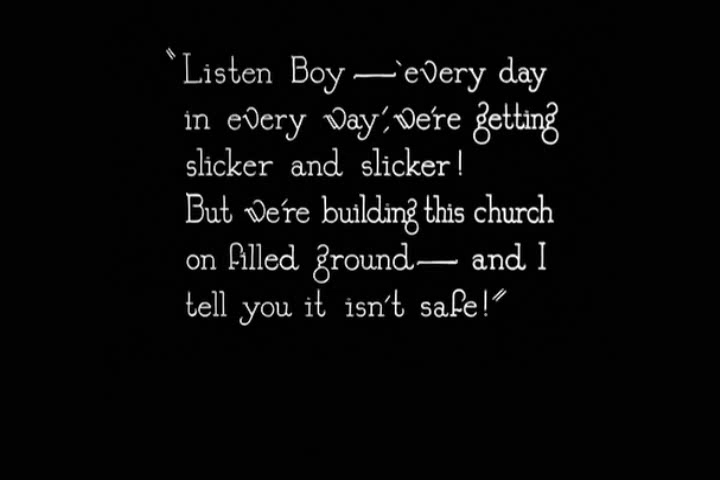 "Listen Boy — 'every day
in every way', we're getting
slicker and slicker!
But we're building this church
on filled ground — and I
tell you it isn't safe!"